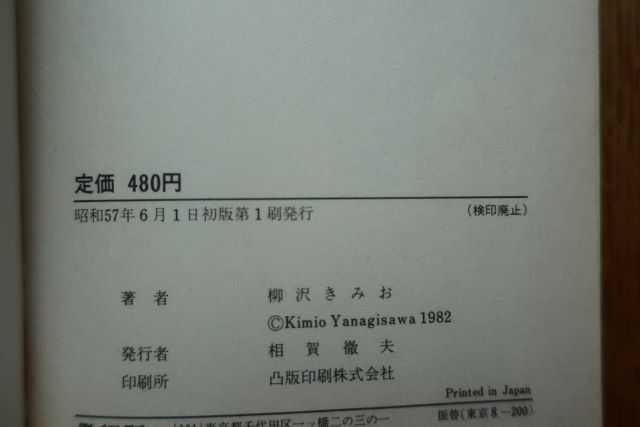 定価 480円
昭和57年6月1日初版第1刷発行 (検印廃止)
著者 柳沢きみお
©Kimio Yanagisawa 1982
発行者 相賀徹夫
印刷所 凸版印刷株式会社
Printed in Japan
(101)東京都千代田区一ッ橋二の三の一 振替(東京8-200)